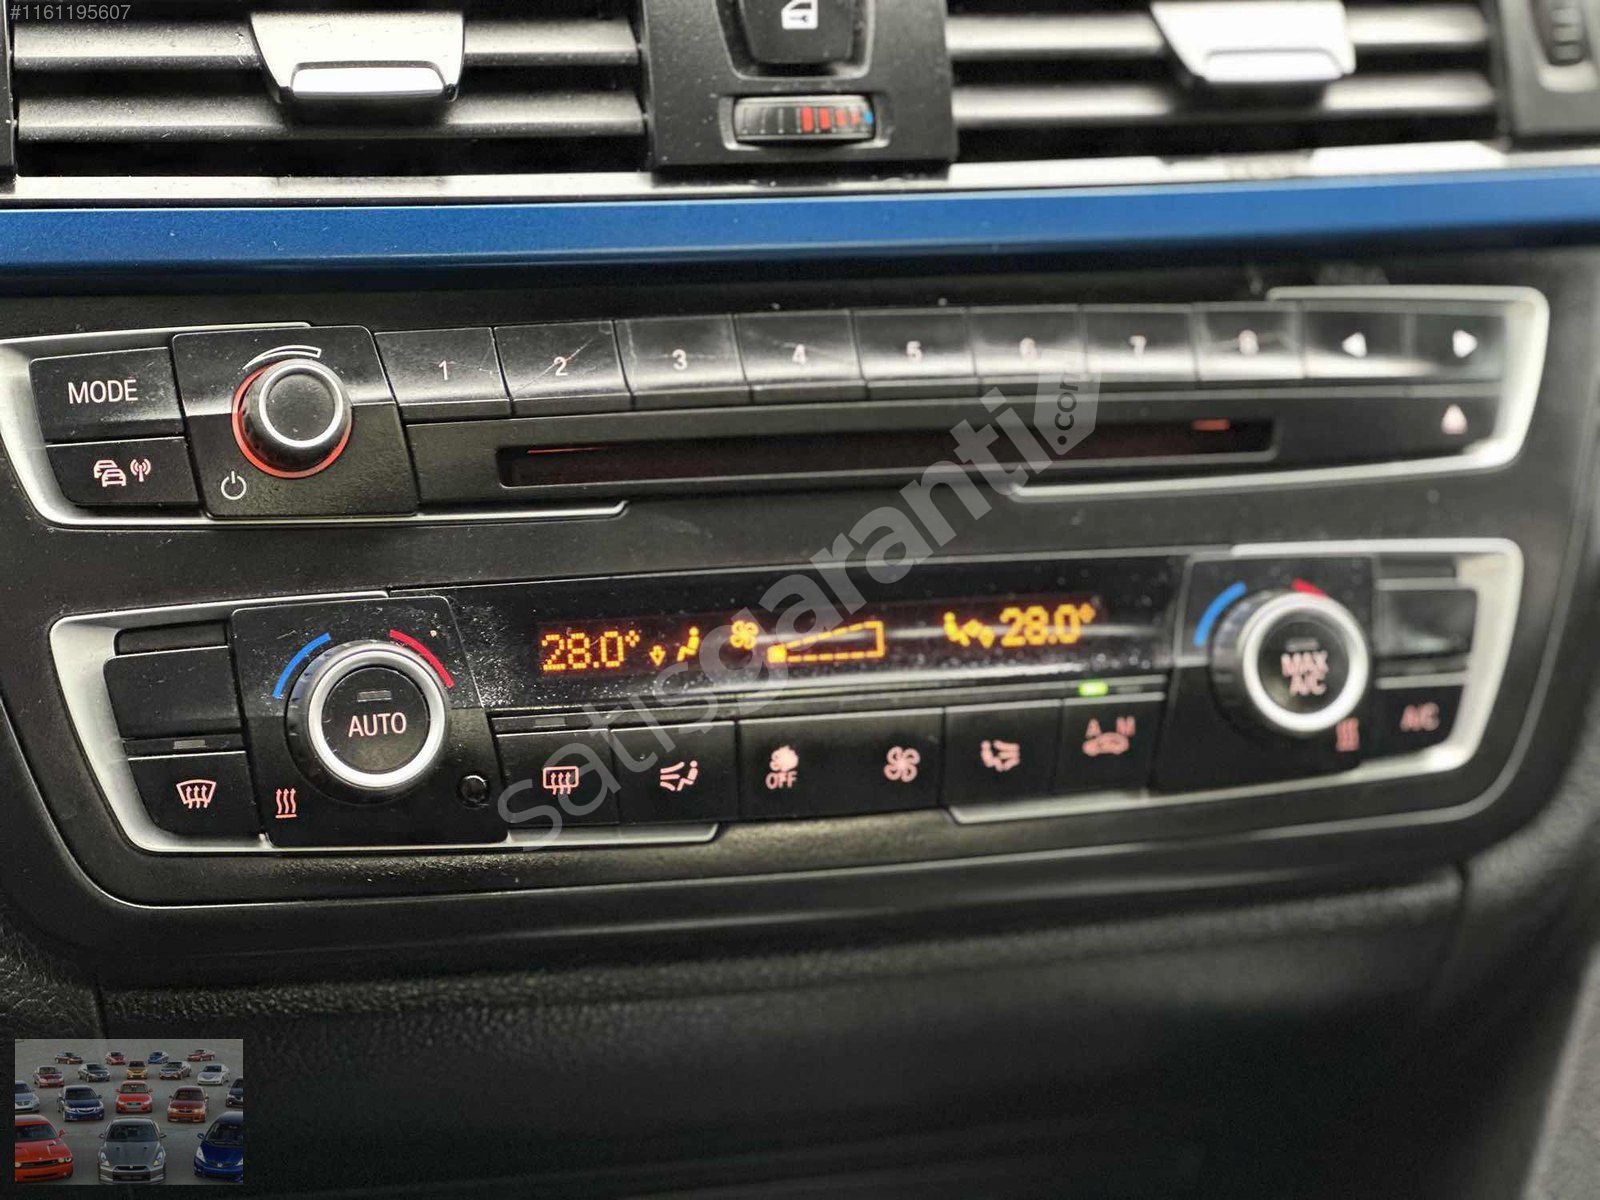 #1161195607
MODE
1 2 3 4 5 6 7 8
28.0° 28.0°
AUTO
MAX
A/C
OFF
A M
A/C
satisgaranti.com